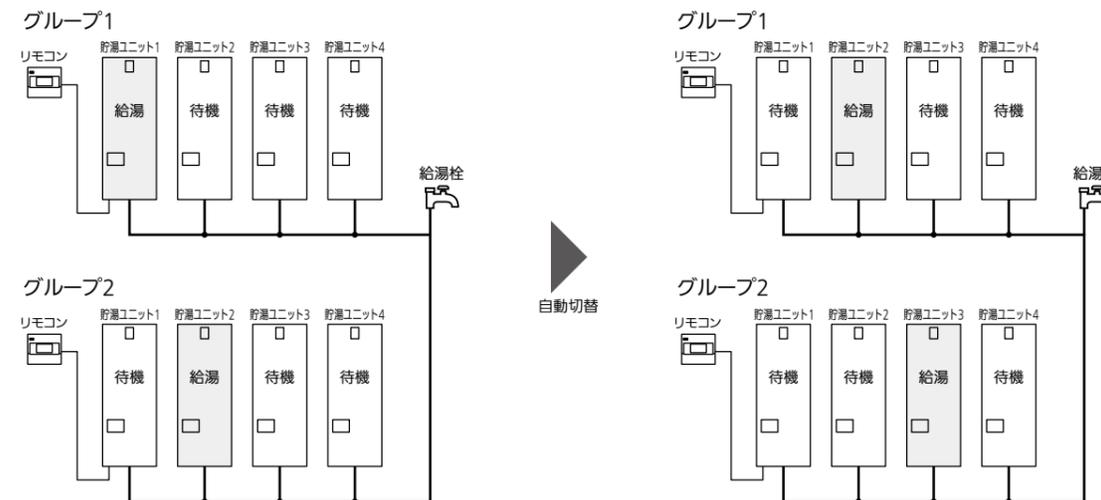 グループ1
リモコン
貯湯ユニット1 貯湯ユニット2 貯湯ユニット3 貯湯ユニット4
給湯 待機 待機 待機
給湯栓
グループ2
リモコン
貯湯ユニット1 貯湯ユニット2 貯湯ユニット3 貯湯ユニット4
待機 給湯 待機 待機
自動切替
グループ1
リモコン
貯湯ユニット1 貯湯ユニット2 貯湯ユニット3 貯湯ユニット4
待機 給湯 待機 待機
給湯
グループ2
リモコン
貯湯ユニット1 貯湯ユニット2 貯湯ユニット3 貯湯ユニット4
待機 待機 給湯 待機